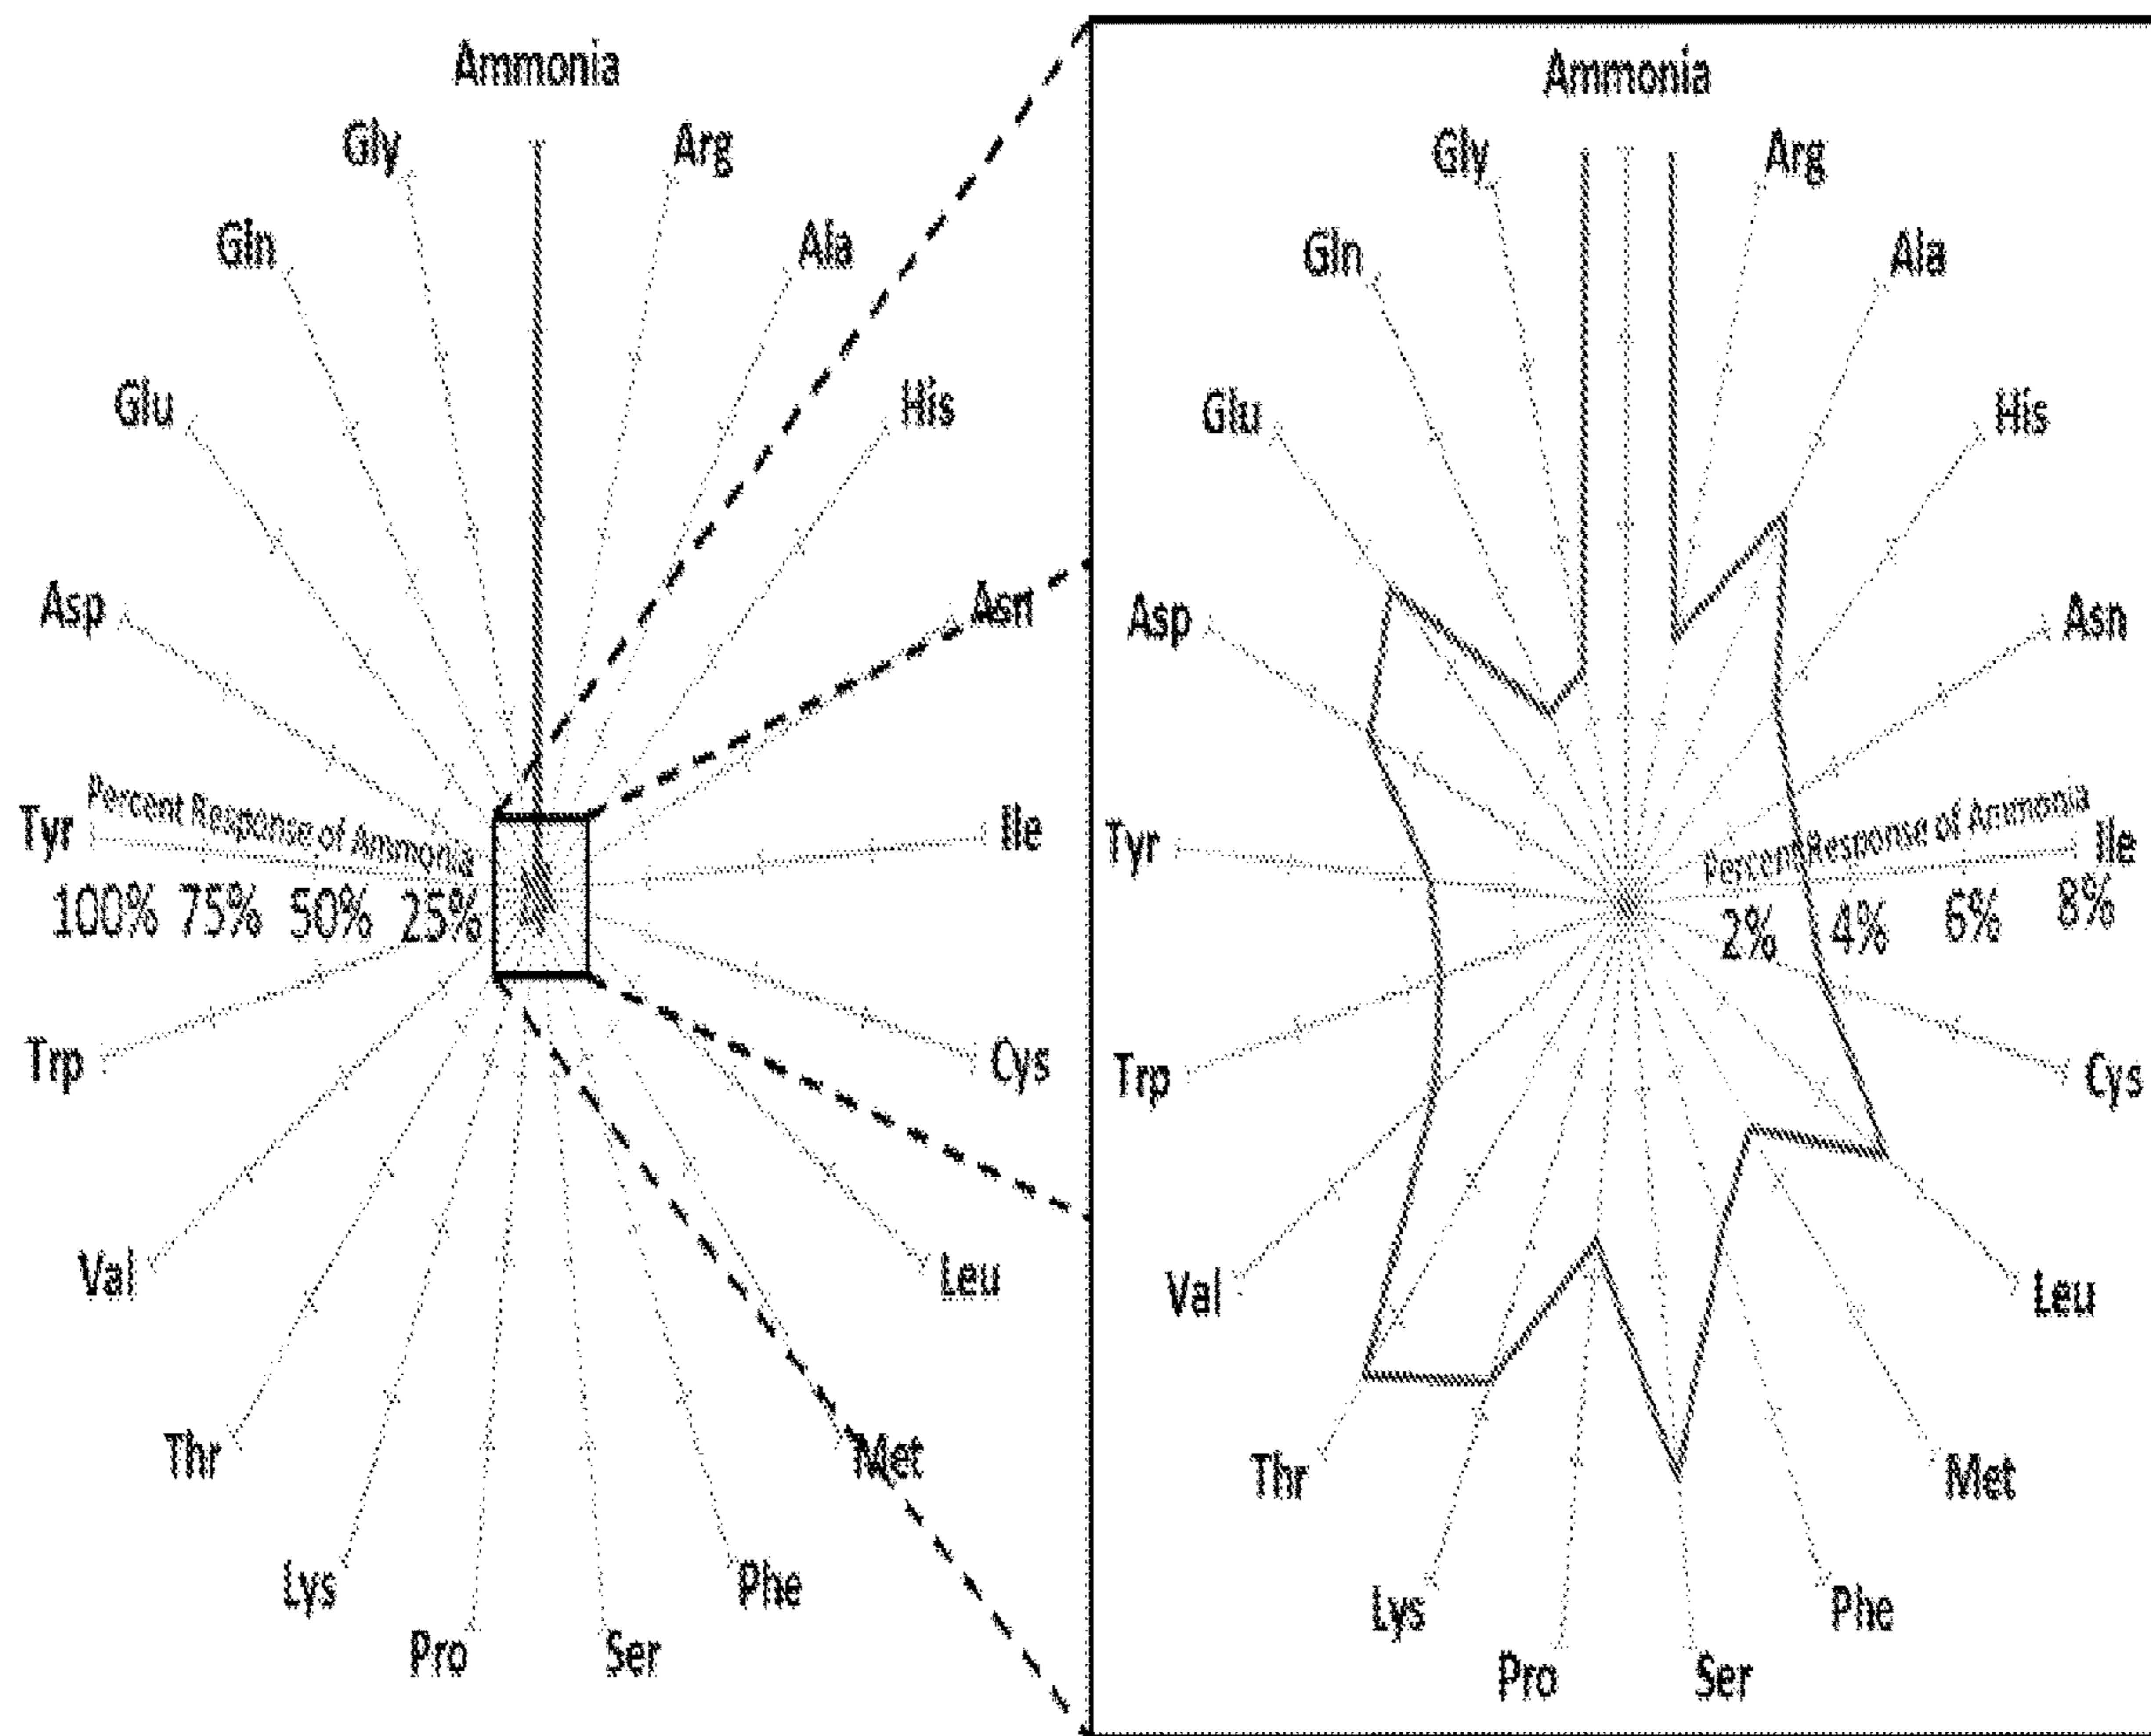 Ammonia
Gly
Arg
Gln
Ala
Glu
His
Asp
Asn
Percent Response of Ammonia
Tyr
Ile
100% 75% 50% 25%
Trp
Cys
Val
Leu
Thr
Met
Lys
Phe
Pro
Ser
Ammonia
Gly
Arg
Gln
Ala
Glu
His
Asp
Asn
Percent Response of Ammonia
Tyr
Ile
2% 4% 6% 8%
Trp
Cys
Val
Leu
Thr
Met
Lys
Phe
Pro
Ser